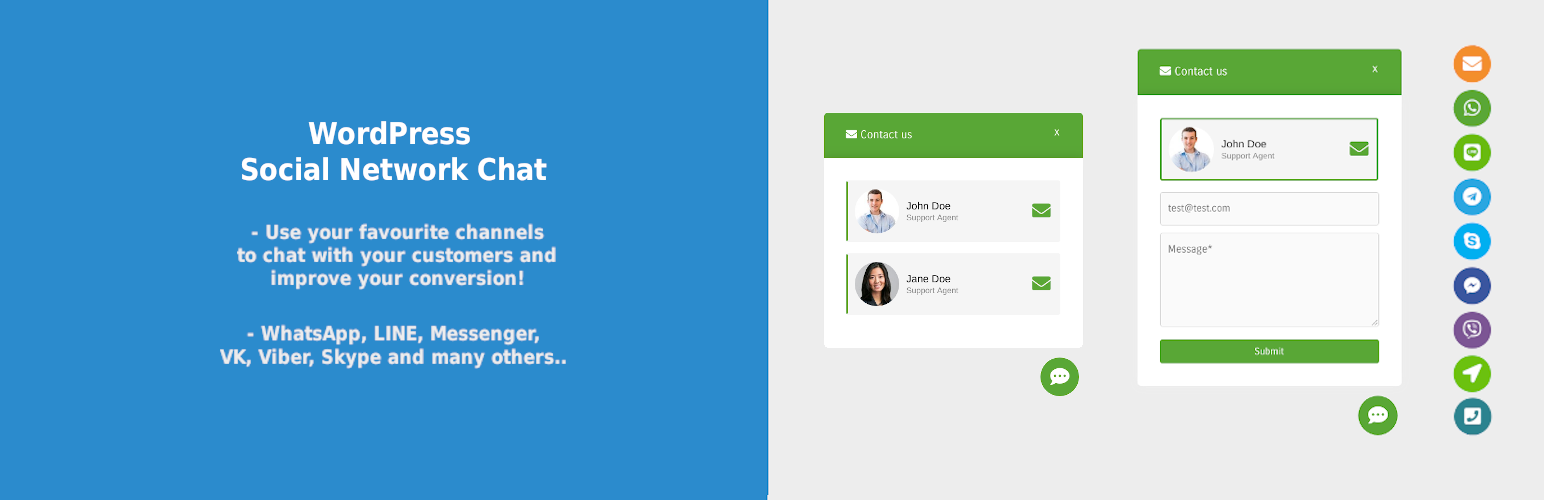 WordPress
Social Network Chat
- Use your favourite channels
to chat with your customers and
improve your conversion!
- WhatsApp, LINE, Messenger,
VK, Viber, Skype and many others..
Contact us x
John Doe
Support Agent
Jane Doe
Support Agent
Contact us x
John Doe
Support Agent
test@test.com
Message*
Submit
LINE